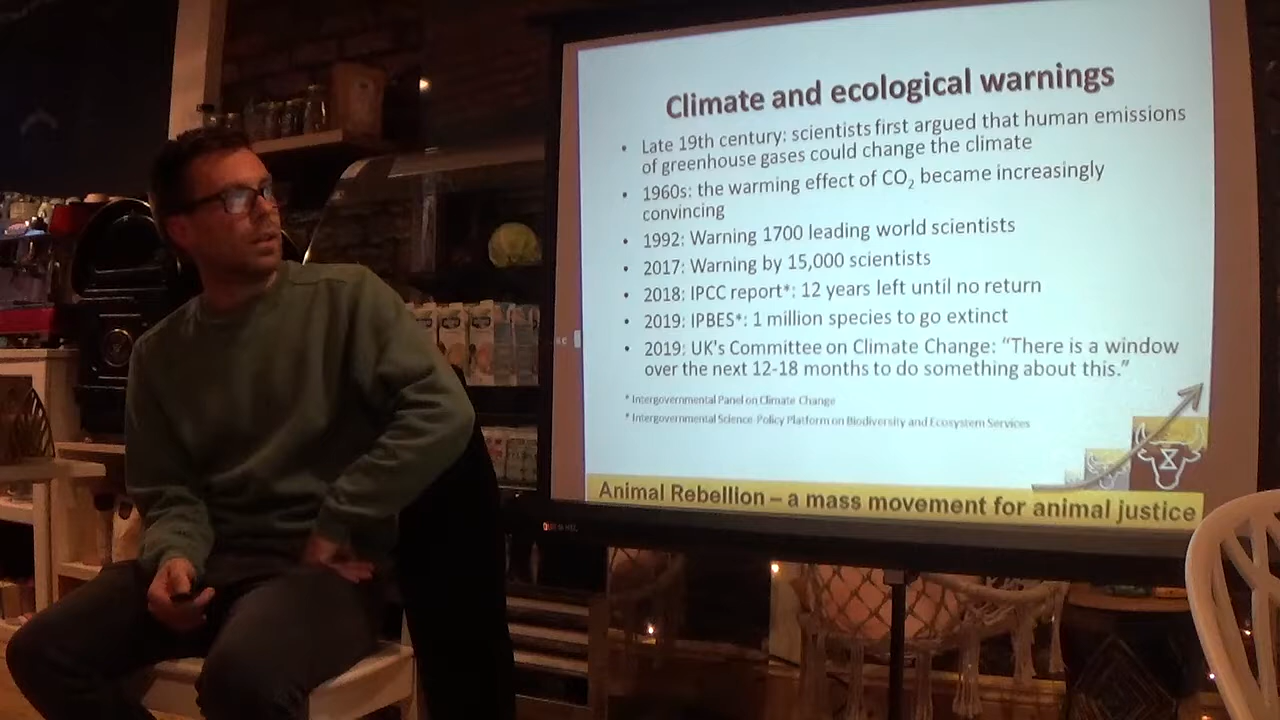 Climate and ecological warnings
• Late 19th century: scientists first argued that human emissions
of greenhouse gases could change the climate
• 1960s: the warming effect of CO₂ became increasingly
convincing
• 1992: Warning 1700 leading world scientists
• 2017: Warning by 15,000 scientists
• 2018: IPCC report*: 12 years left until no return
• 2019: IPBES*: 1 million species to go extinct
• 2019: UK's Committee on Climate Change: “There is a window
over the next 12-18 months to do something about this.”
* Intergovernmental Panel on Climate Change
* Intergovernmental Science Policy Platform on Biodiversity and Ecosystem Services
Animal Rebellion – a mass movement for animal justice